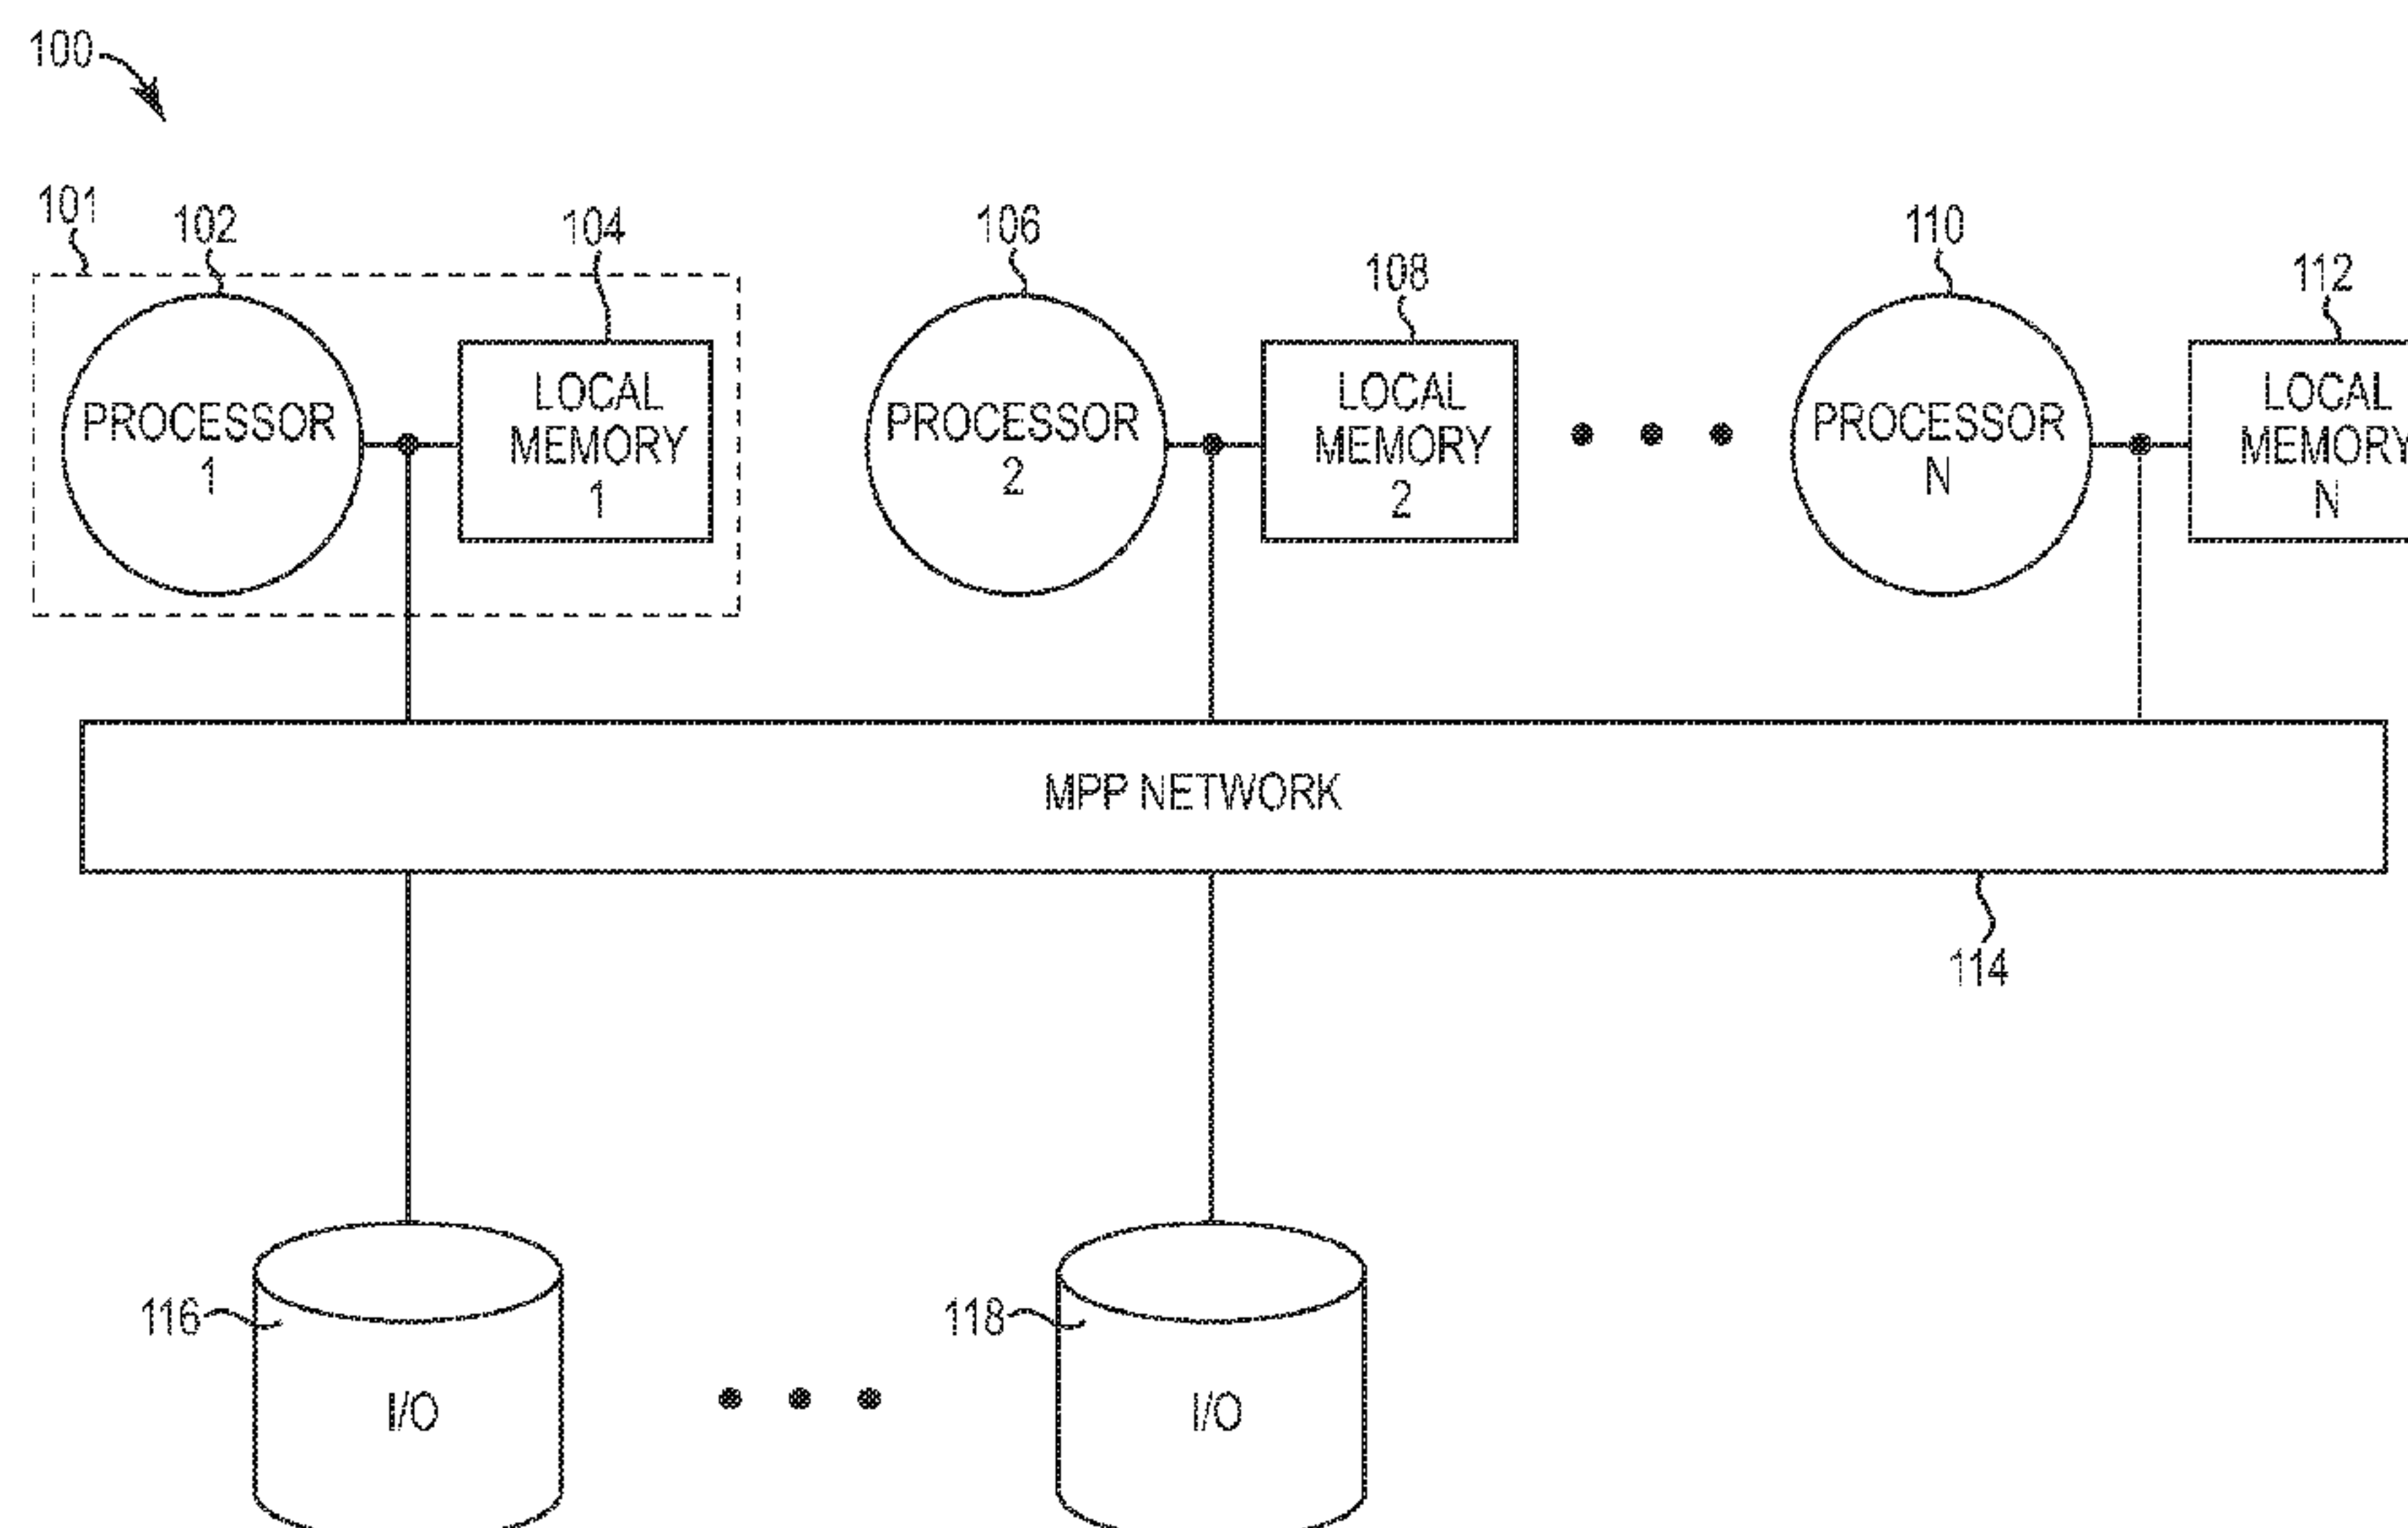 100
101
102
104
106
108
110
112
PROCESSOR
1
LOCAL
MEMORY
1
PROCESSOR
2
LOCAL
MEMORY
2
PROCESSOR
N
LOCAL
MEMORY
N
MPP NETWORK
114
116
I/O
118
I/O